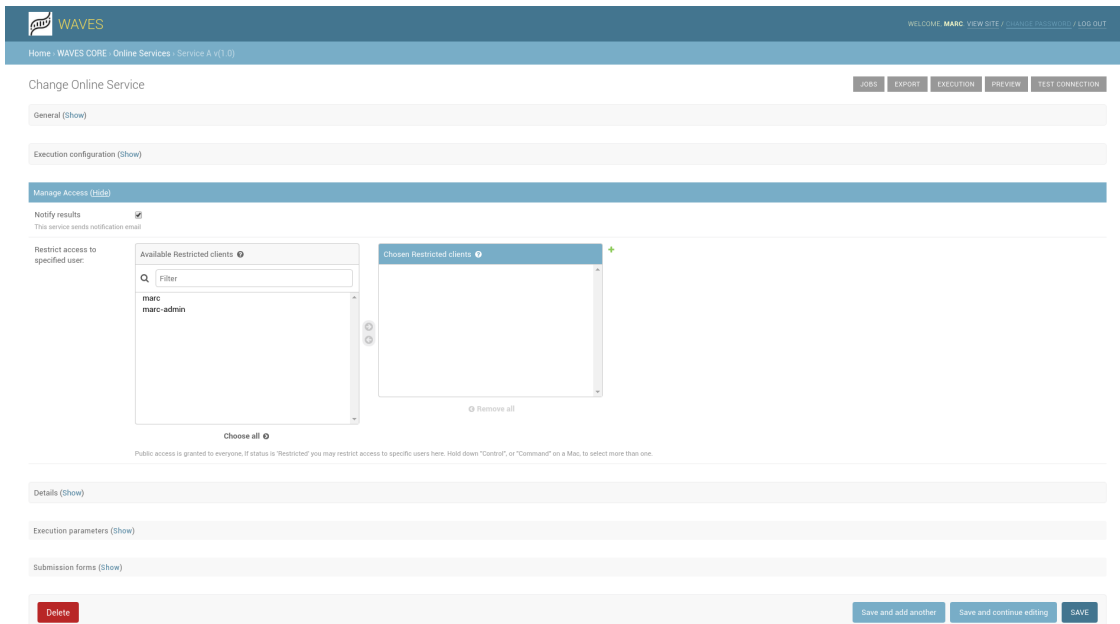 WAVES
WELCOME, MARC. VIEW SITE / CHANGE PASSWORD / LOG OUT
Home › WAVES CORE › Online Services › Service A v(1.0)
Change Online Service
JOBS EXPORT EXECUTION PREVIEW TEST CONNECTION
General (Show)
Execution configuration (Show)
Manage Access (Hide)
Notify results
This service sends notification email
Restrict access to
specified user:
Available Restricted clients
Filter
marc
marc-admin
Choose all
Chosen Restricted clients
Remove all
Public access is granted to everyone, If status is 'Restricted' you may restrict access to specific users here. Hold down "Control", or "Command" on a Mac, to select more than one.
Details (Show)
Execution parameters (Show)
Submission forms (Show)
Delete
Save and add another Save and continue editing SAVE